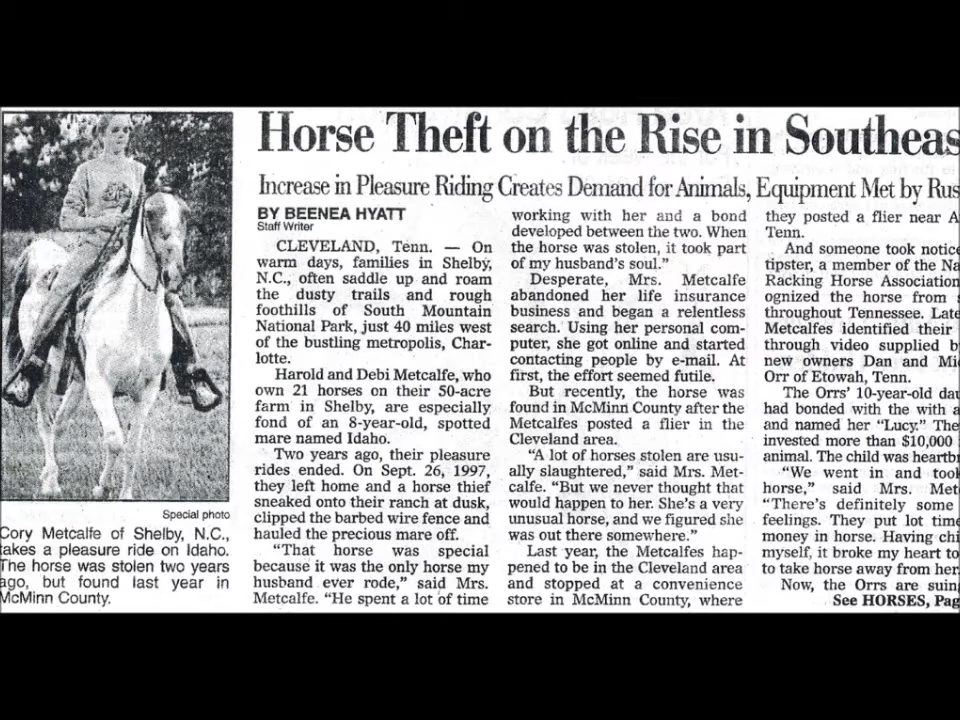 Horse Theft on the Rise in Southeas
Increase in Pleasure Riding Creates Demand for Animals, Equipment Met by Rus
BY BEENEA HYATT
Staff Writer
CLEVELAND, Tenn. — On
warm days, families in Shelby,
N.C., often saddle up and roam
the dusty trails and rough
foothills of South Mountain
National Park, just 40 miles west
of the bustling metropolis, Char-
lotte.
Harold and Debi Metcalfe, who
own 21 horses on their 50-acre
farm in Shelby, are especially
fond of an 8-year-old, spotted
mare named Idaho.
Two years ago, their pleasure
rides ended. On Sept. 26, 1997,
they left home and a horse thief
sneaked onto their ranch at dusk,
clipped the barbed wire fence and
hauled the precious mare off.
"That horse was special
because it was the only horse my
husband ever rode," said Mrs.
Metcalfe. "He spent a lot of time
working with her and a bond
developed between the two. When
the horse was stolen, it took part
of my husband's soul."
Desperate, Mrs. Metcalfe
abandoned her life insurance
business and began a relentless
search. Using her personal com-
puter, she got online and started
contacting people by e-mail. At
first, the effort seemed futile.
But recently, the horse was
found in McMinn County after the
Metcalfes posted a flier in the
Cleveland area.
"A lot of horses stolen are usu-
ally slaughtered," said Mrs. Met-
calfe. "But we never thought that
would happen to her. She's a very
unusual horse, and we figured she
was out there somewhere."
Last year, the Metcalfes hap-
pened to be in the Cleveland area
and stopped at a convenience
store in McMinn County, where
they posted a flier near A
Tenn.
And someone took notice
tipster, a member of the Na
Racking Horse Association
ognized the horse from
throughout Tennessee. Late
Metcalfes identified their
through video supplied b
new owners Dan and Mi
Orr of Etowah, Tenn.
The Orrs' 10-year-old dau
had bonded with the with a
and named her "Lucy." The
invested more than $10,000
animal. The child was heartb
"We went in and took
horse," said Mrs. Met
"There's definitely some
feelings. They put lot time
money in horse. Having chi
myself, it broke my heart to
to take horse away from her.
Now, the Orrs are suin
See HORSES, Pag
Special photo
Cory Metcalfe of Shelby, N.C.,
takes a pleasure ride on Idaho.
The horse was stolen two years
ago, but found last year in
McMinn County.